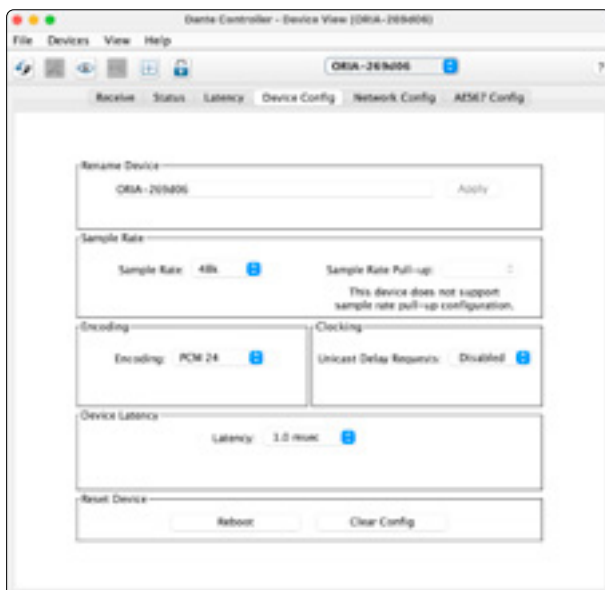 Dante Controller - Device View (ORIA-269d06)
File Devices View Help
ORIA-269d06 ?
Receive Status Latency Device Config Network Config AES67 Config
Rename Device
ORIA-269d06 Apply
Sample Rate
Sample Rate: 48k Sample Rate Pull-up:
This device does not support
sample rate pull-up configuration.
Encoding Clocking
Encoding: PCM 24 Unicast Delay Requests: Disabled
Device Latency
Latency: 1.0 msec
Reset Device
Reboot Clear Config